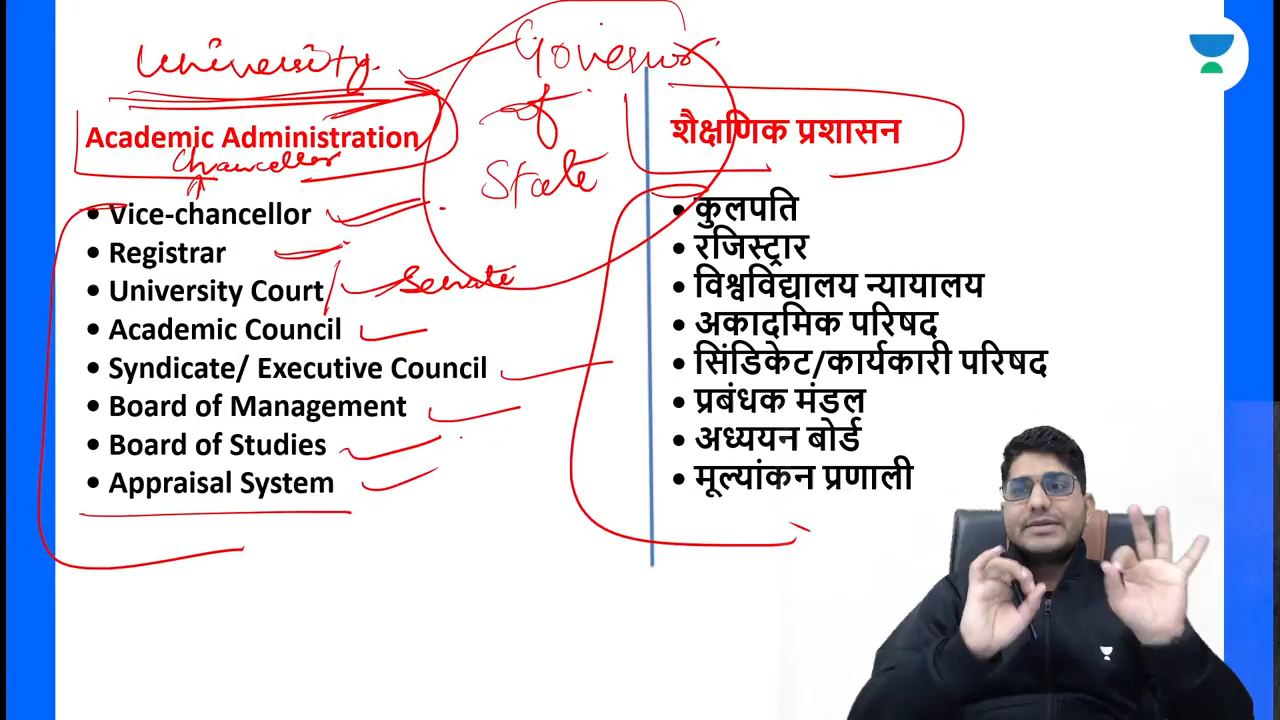 University
Governor
of
State
Academic Administration
Chancellor
• Vice-chancellor
• Registrar
• University Court
Senate
• Academic Council
• Syndicate/ Executive Council
• Board of Management
• Board of Studies
• Appraisal System
शैक्षणिक प्रशासन
• कुलपति
• रजिस्ट्रार
• विश्वविद्यालय न्यायालय
• अकादमिक परिषद
• सिंडिकेट/कार्यकारी परिषद
• प्रबंधक मंडल
• अध्ययन बोर्ड
• मूल्यांकन प्रणाली